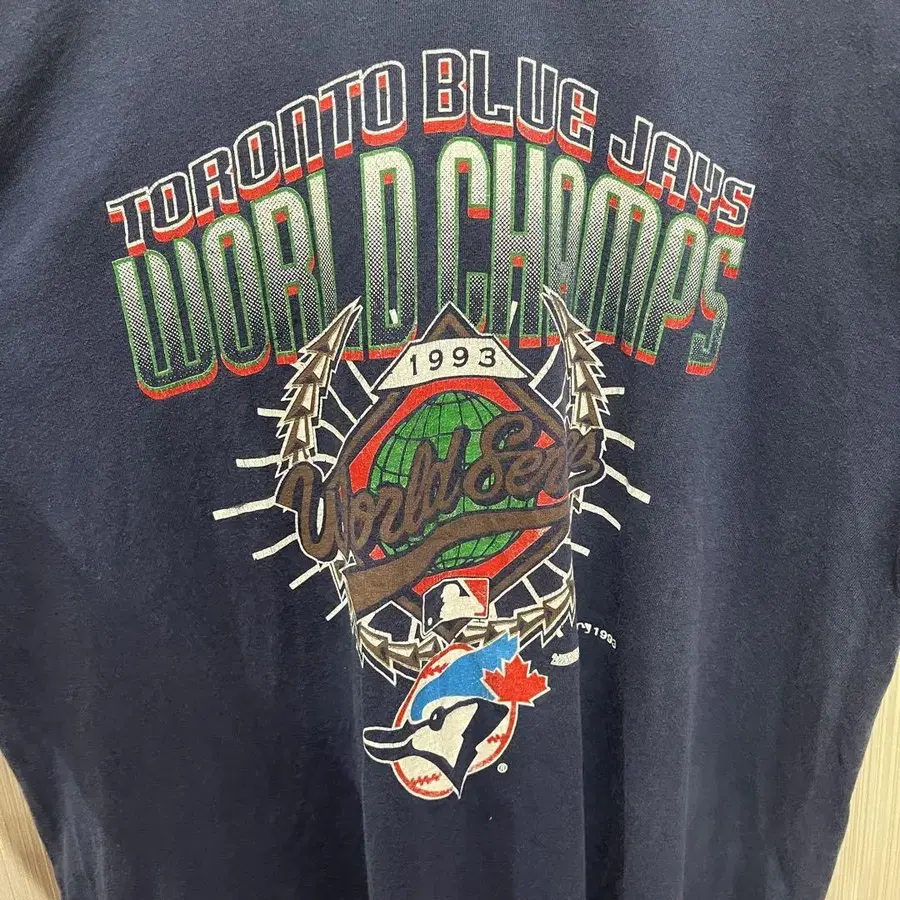 TORONTO BLUE JAYS
WORLD CHAMPS
1993
World Series
1993
®